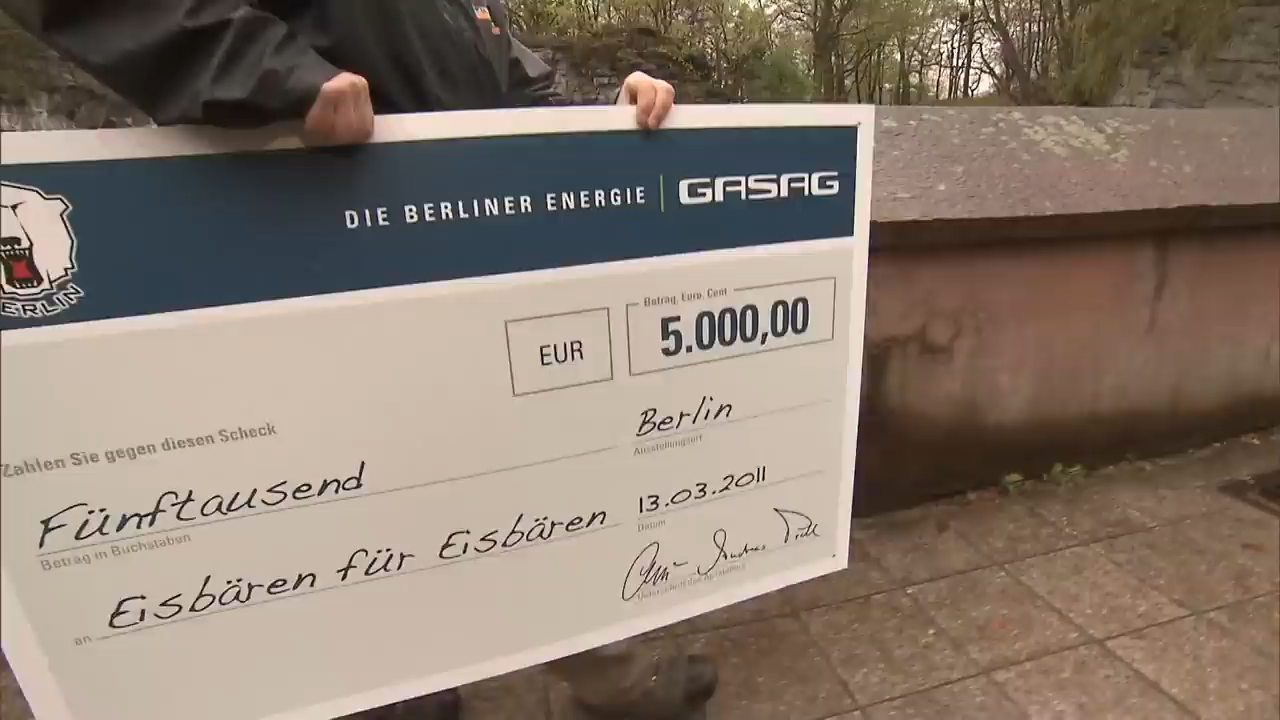 DIE BERLINER ENERGIE | GASAG
ERLIN
EUR
Betrag, Euro, Cent
5.000,00
Zahlen Sie gegen diesen Scheck
Berlin
Ausstellungsort
Fünftausend
Betrag in Buchstaben
13.03.2011
Datum
an Eisbären für Eisbären